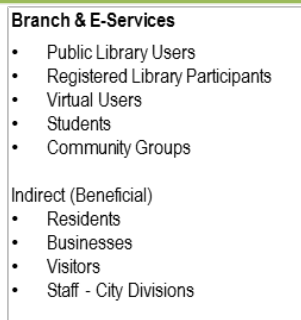 Branch & E-Services
• Public Library Users
• Registered Library Participants
• Virtual Users
• Students
• Community Groups
Indirect (Beneficial)
• Residents
• Businesses
• Visitors
• Staff - City Divisions